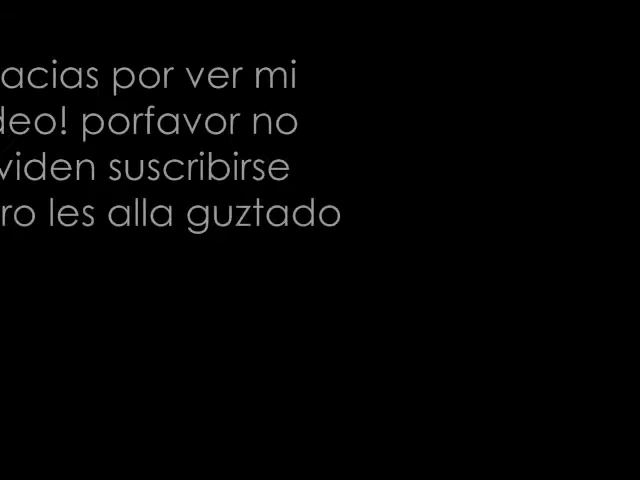 acias por ver mi
deo! porfavor no
viden suscribirse
ro les alla guztado